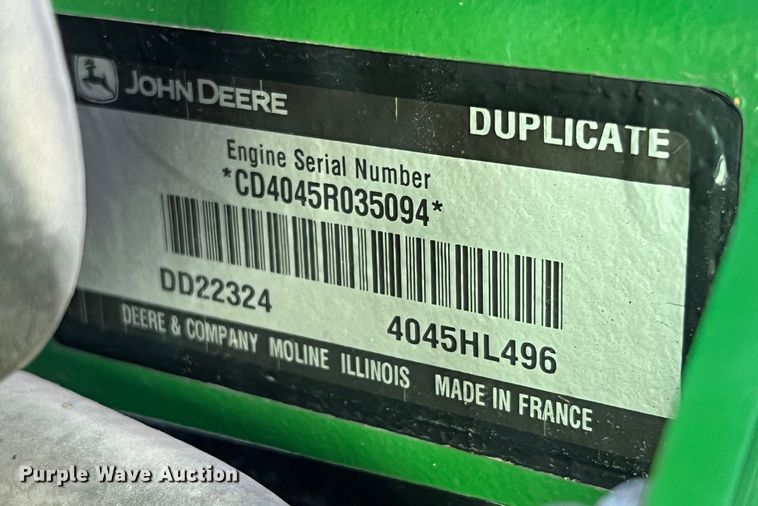 JOHN DEERE
DUPLICATE
Engine Serial Number
*CD4045R035094*
DD22324
4045HL496
DEERE & COMPANY MOLINE ILLINOIS MADE IN FRANCE
Purple Wave Auction